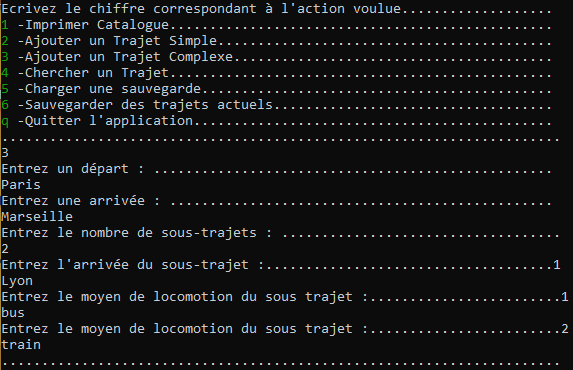 Ecrivez le chiffre correspondant à l'action voulue...................
1 -Imprimer Catalogue................................................
2 -Ajouter un Trajet Simple..........................................
3 -Ajouter un Trajet Complexe........................................
4 -Chercher un Trajet................................................
5 -Charger une sauvegarde............................................
6 -Sauvegarder des trajets actuels...................................
q -Quitter l'application.............................................
......................................................................
3
Entrez un départ : ..................................................
Paris
Entrez une arrivée : ................................................
Marseille
Entrez le nombre de sous-trajets : ...................................
2
Entrez l'arrivée du sous-trajet :....................................1
Lyon
Entrez le moyen de locomotion du sous trajet :........................1
bus
Entrez le moyen de locomotion du sous trajet :........................2
train
......................................................................